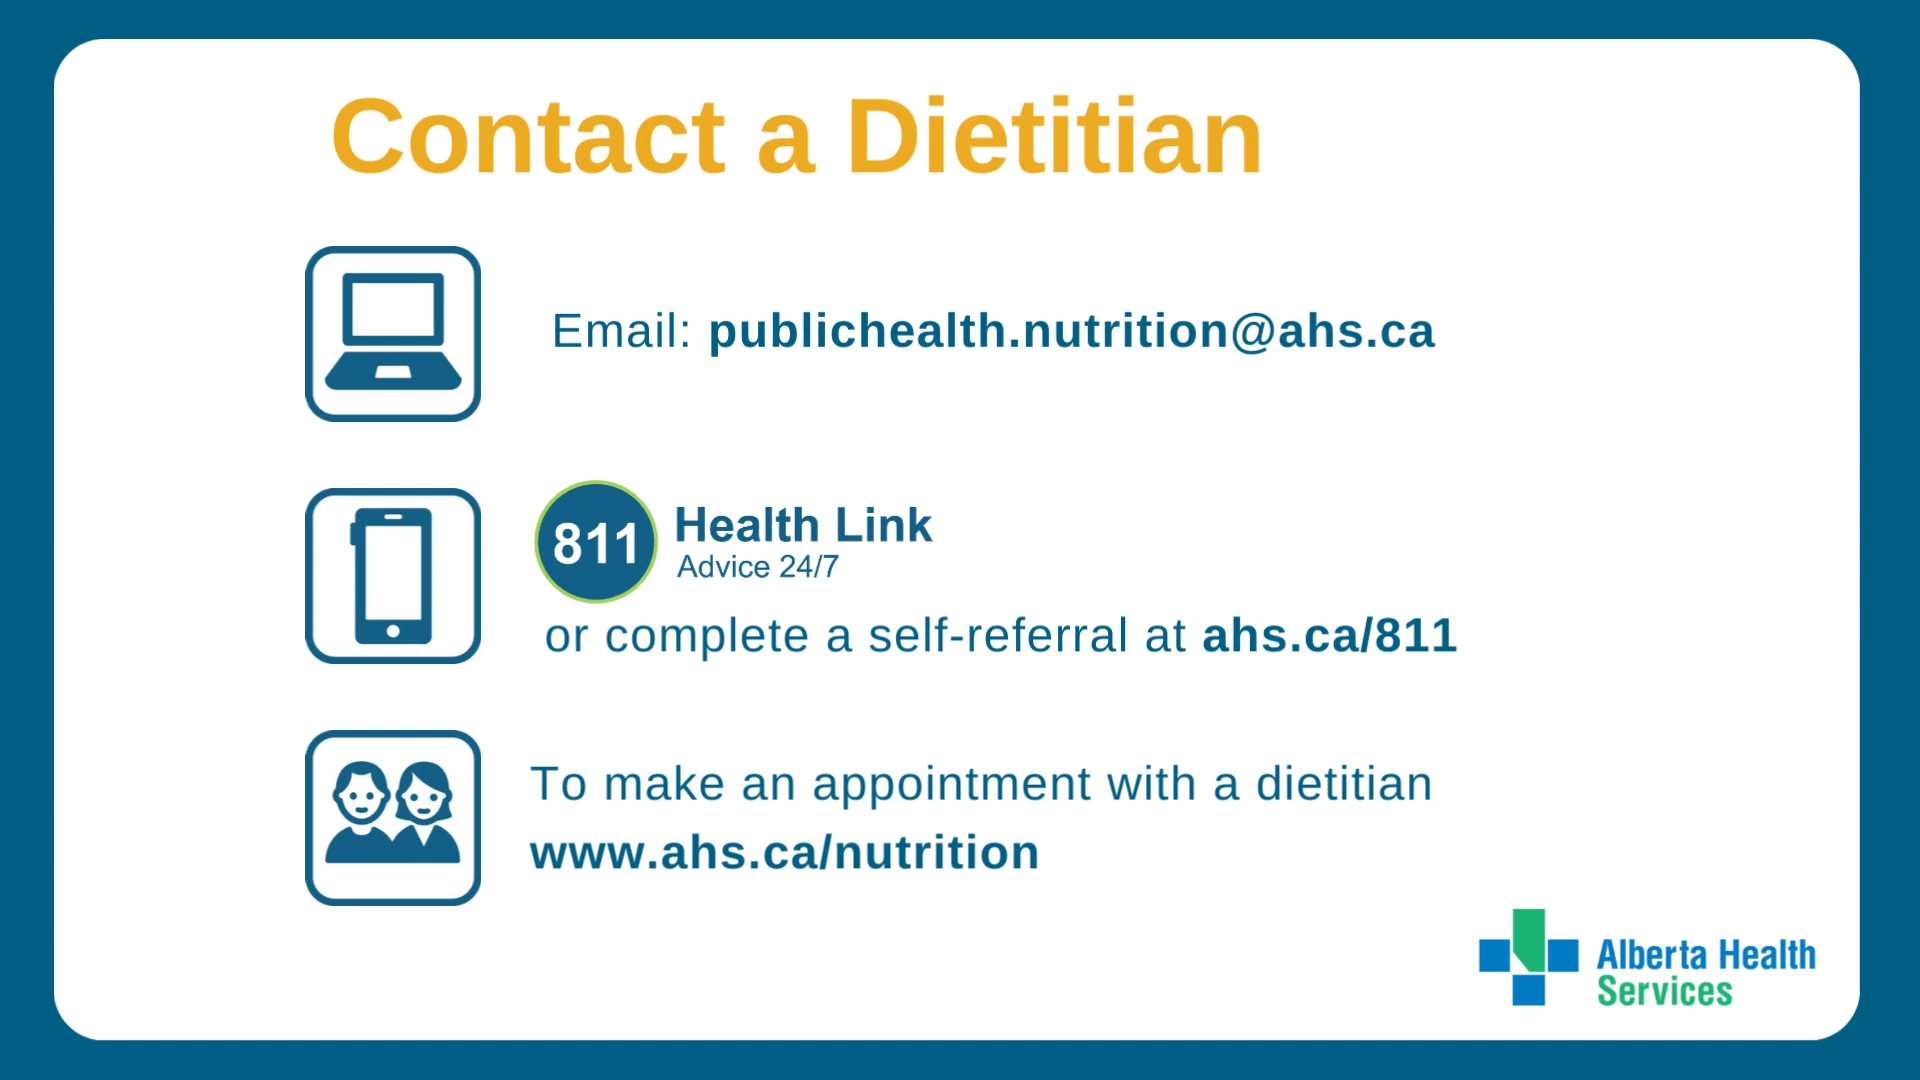 Contact a Dietitian
Email: publichealth.nutrition@ahs.ca
811 Health Link
Advice 24/7
or complete a self-referral at ahs.ca/811
To make an appointment with a dietitian
www.ahs.ca/nutrition
Alberta Health
Services